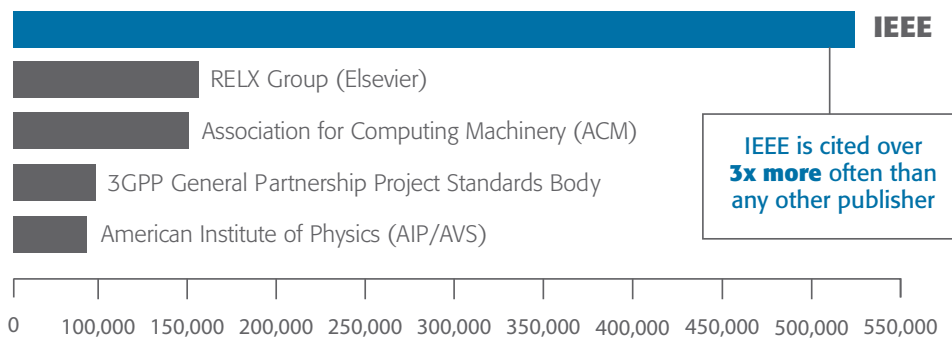 IEEE
RELX Group (Elsevier)
Association for Computing Machinery (ACM)
3GPP General Partnership Project Standards Body
American Institute of Physics (AIP/AVS)
IEEE is cited over
3x more often than
any other publisher
0 100,000 150,000 200,000 250,000 300,000 350,000 400,000 450,000 500,000 550,000